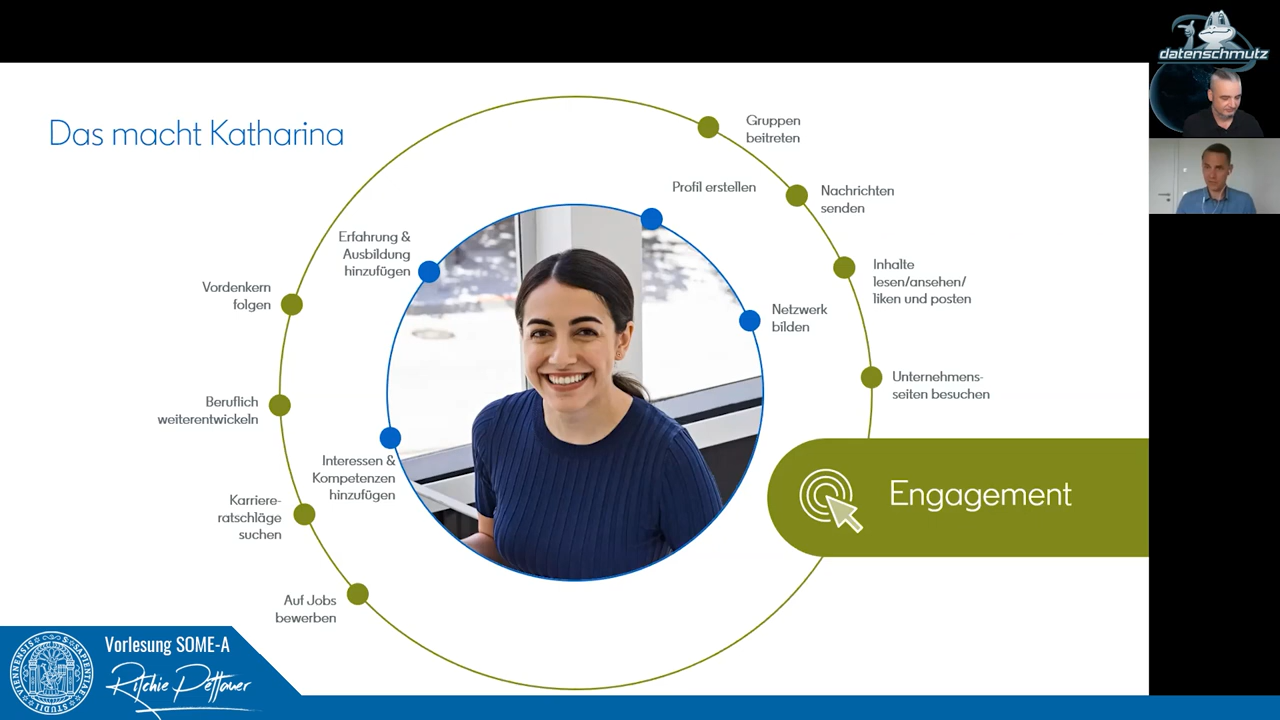 datenschmutz
Das macht Katharina
Gruppen
beitreten
Profil erstellen
Nachrichten
senden
Erfahrung &
Ausbildung
hinzufügen
Inhalte
lesen/ansehen/
liken und posten
Vordenkern
folgen
Netzwerk
bilden
Unternehmens-
seiten besuchen
Beruflich
weiterentwickeln
Interessen &
Kompetenzen
hinzufügen
Engagement
Karriere-
ratschläge
suchen
Auf Jobs
bewerben
Vorlesung SOME-A
Ritchie Pettauer